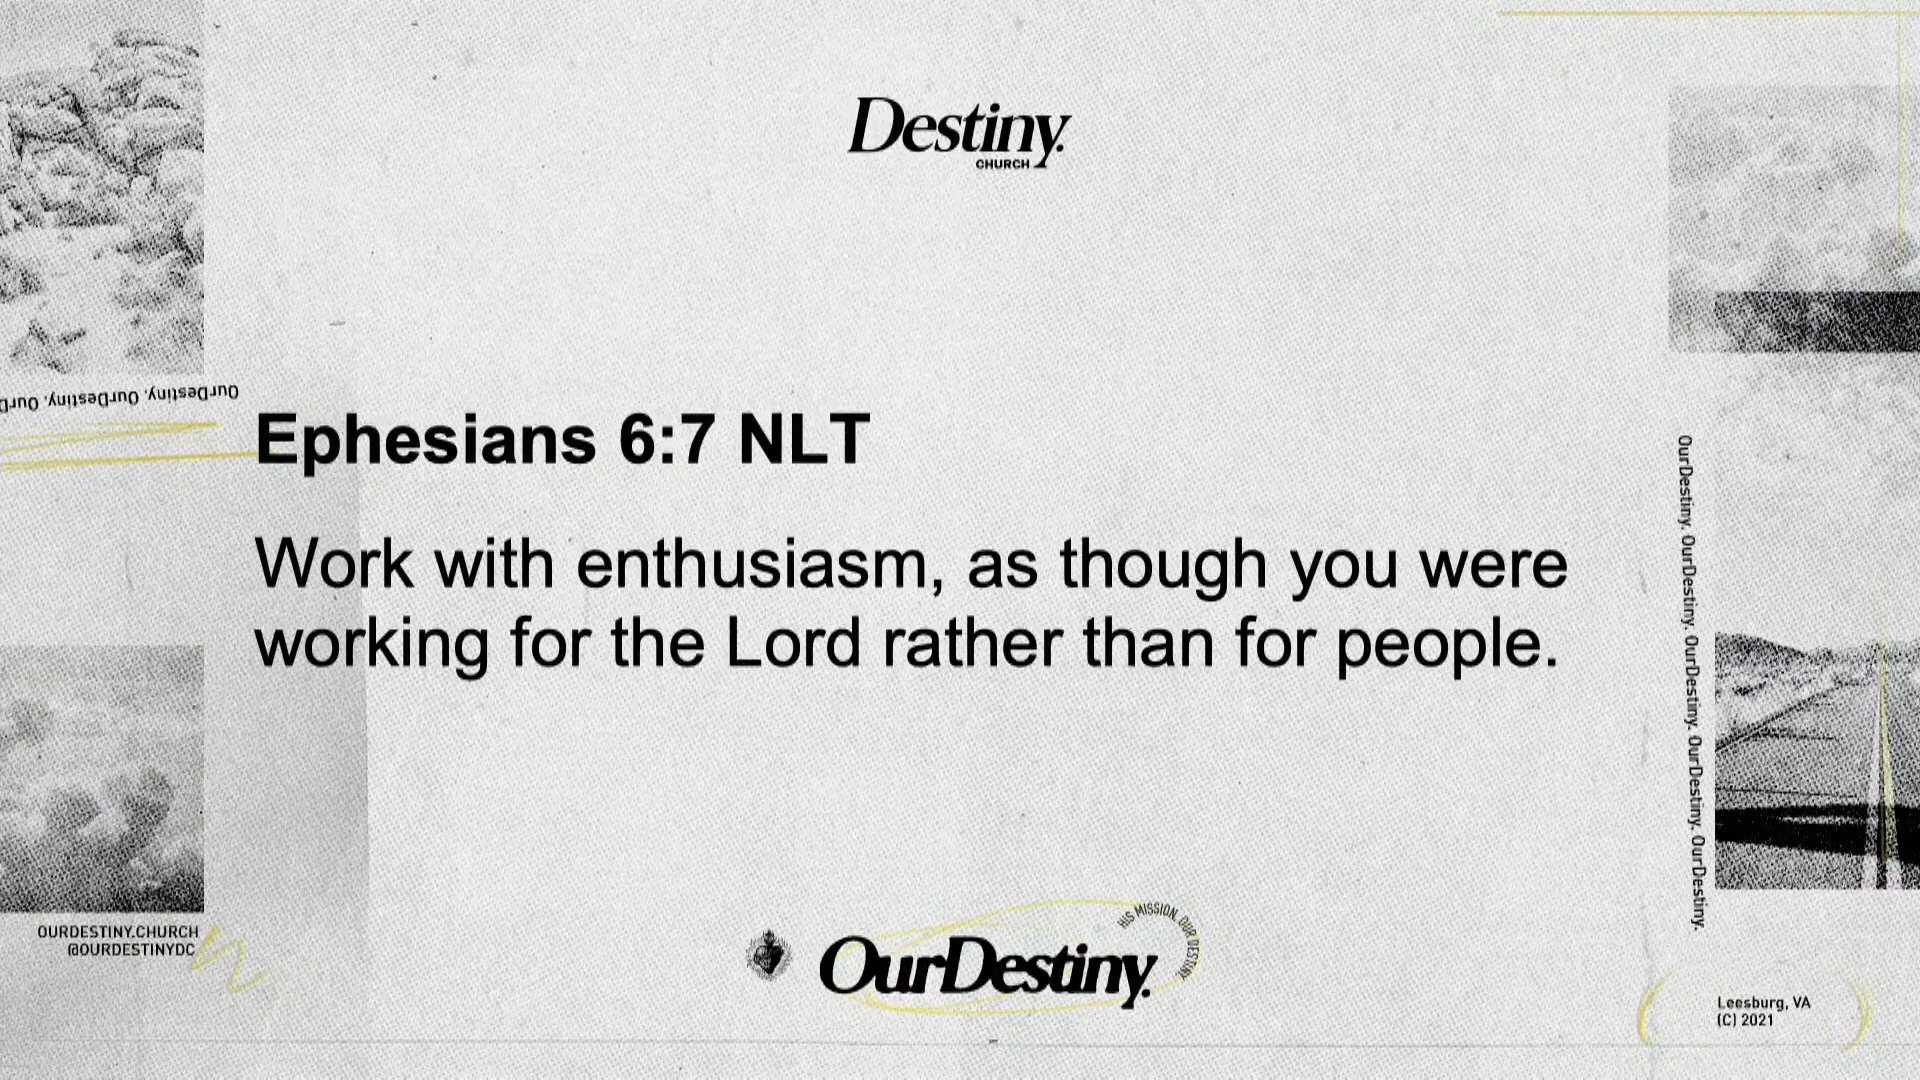 Destiny.
CHURCH
OurDestiny. OurDestiny. OurD
Ephesians 6:7 NLT
Work with enthusiasm, as though you were
working for the Lord rather than for people.
OurDestiny. OurDestiny. OurDestiny. OurDestiny. OurDestiny.
OURDESTINY.CHURCH
@OURDESTINYDC
HIS MISSION. OUR DESTINY.
OurDestiny.
Leesburg, VA
(C) 2021